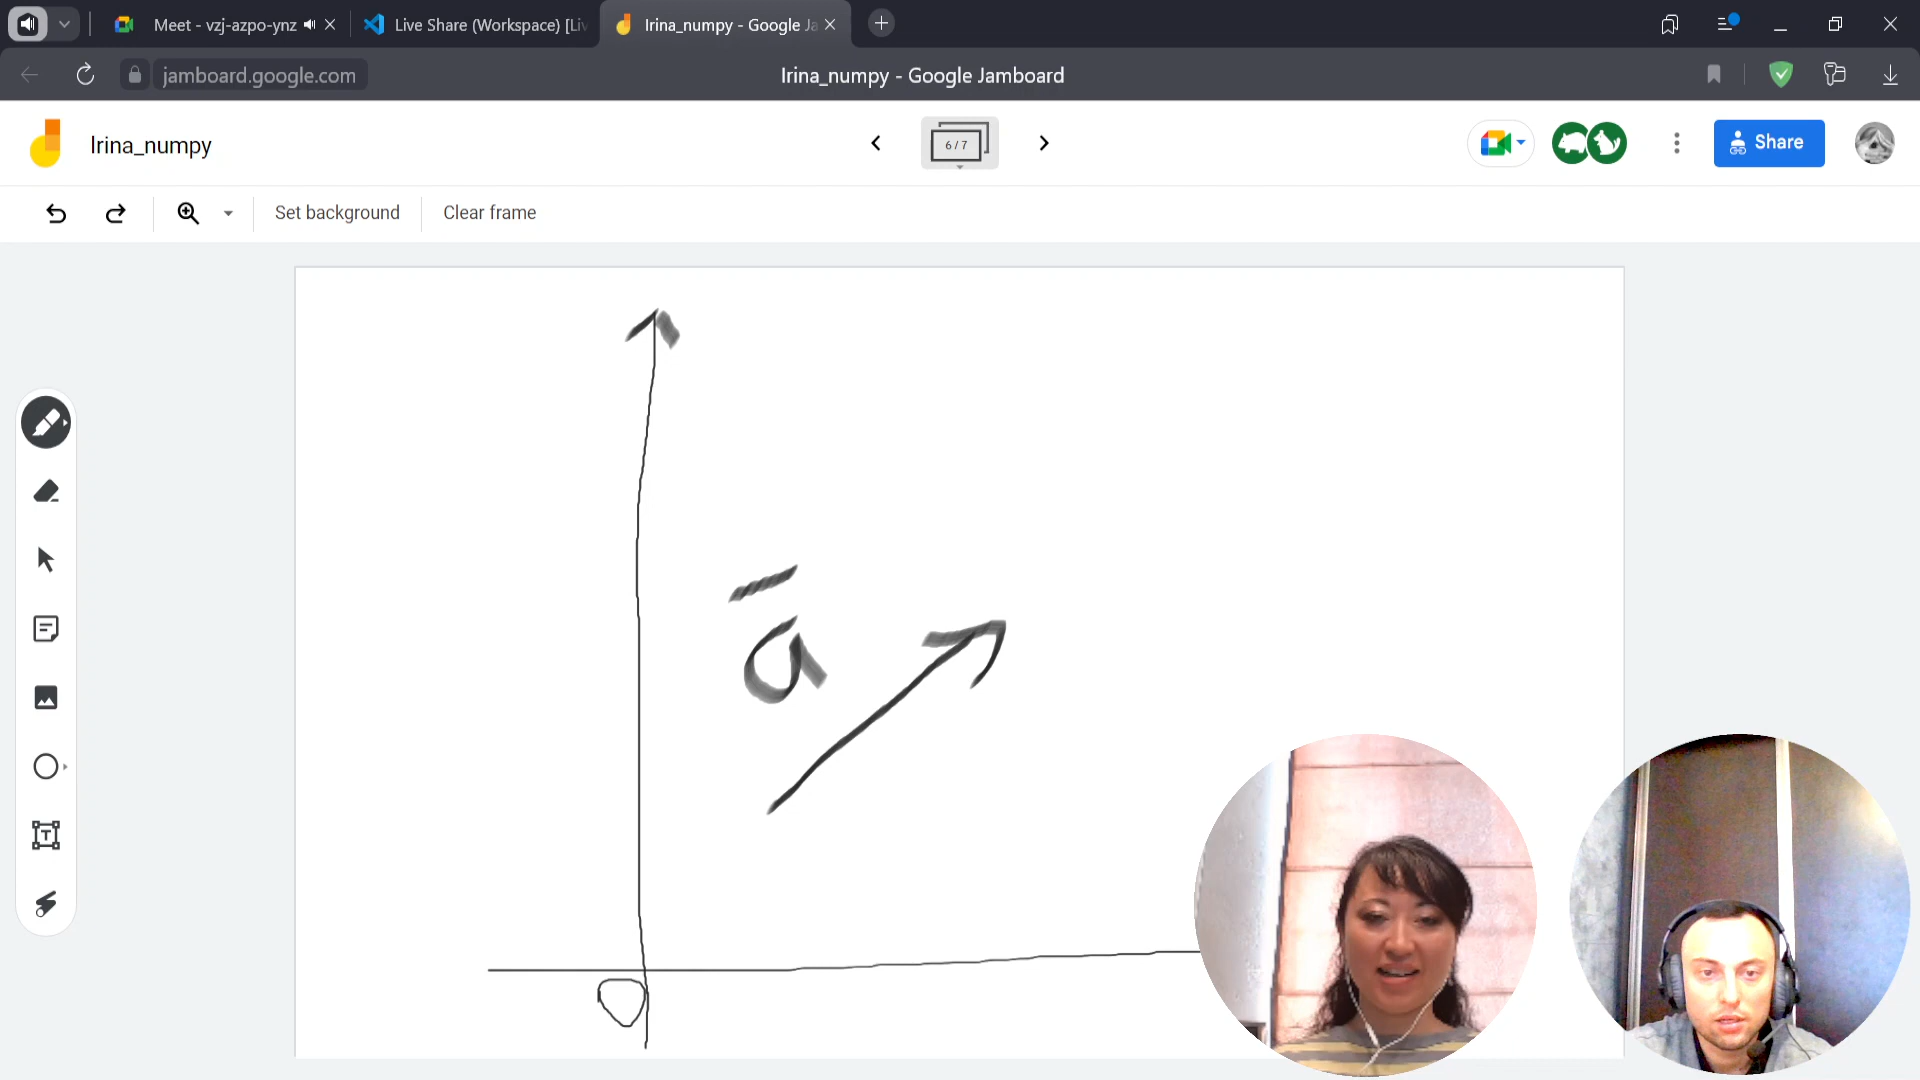 Meet - vzj-azpo-ynz
Live Share (Workspace) [Liv
Irina_numpy - Google Ja
jamboard.google.com
Irina_numpy - Google Jamboard
Irina_numpy
6 / 7
Share
Set background
Clear frame
ā
O
T